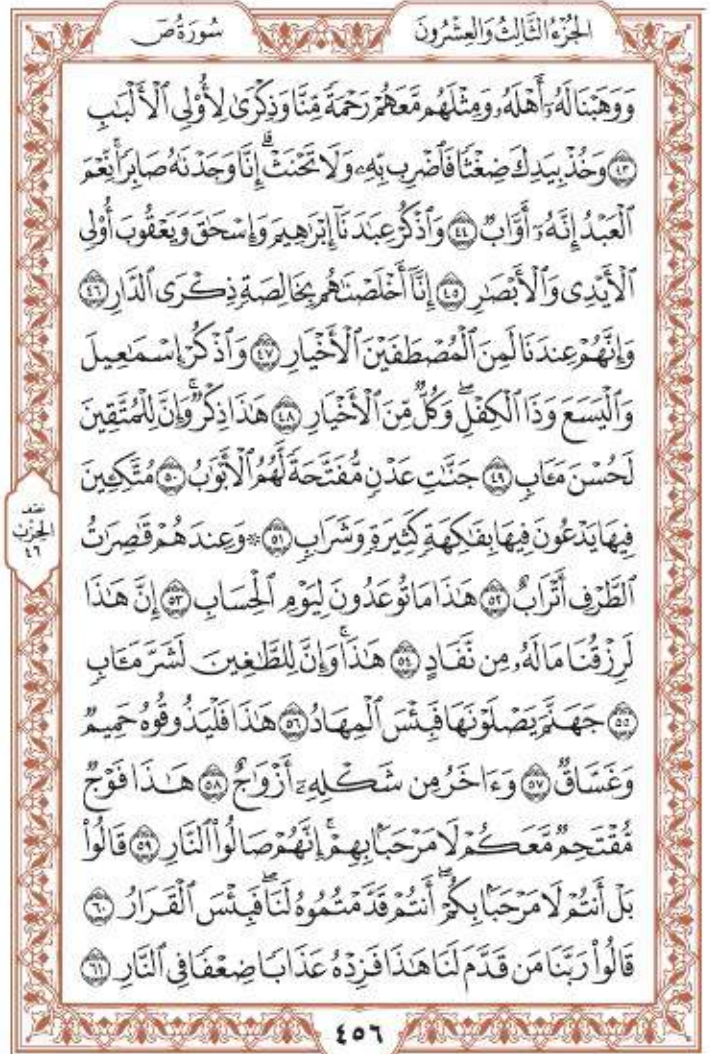 سُورَةُ صٓ
الجُزْءُ الثَّالِثُ وَالعِشْرُونَ
وَوَهَبْنَا لَهُۥٓ أَهْلَهُۥ وَمِثْلَهُم مَّعَهُمْ رَحْمَةً مِّنَّا وَذِكْرَىٰ لِأُو۟لِى ٱلْأَلْبَٰبِ
٤٣ وَخُذْ بِيَدِكَ ضِغْثًا فَٱضْرِب بِّهِۦ وَلَا تَحْنَثْ ۗ إِنَّا وَجَدْنَٰهُ صَابِرًا ۚ نِّعْمَ
ٱلْعَبْدُ ۖ إِنَّهُۥٓ أَوَّابٌ ٤٤ وَٱذْكُرْ عِبَٰدَنَآ إِبْرَٰهِيمَ وَإِسْحَٰقَ وَيَعْقُوبَ أُو۟لِى
ٱلْأَيْدِى وَٱلْأَبْصَٰرِ ٤٥ إِنَّآ أَخْلَصْنَٰهُم بِخَالِصَةٍ ذِكْرَى ٱلدَّارِ ٤٦
وَإِنَّهُمْ عِندَنَا لَمِنَ ٱلْمُصْطَفَيْنَ ٱلْأَخْيَارِ ٤٧ وَٱذْكُرْ إِسْمَٰعِيلَ
وَٱلْيَسَعَ وَذَا ٱلْكِفْلِ ۖ وَكُلٌّ مِّنَ ٱلْأَخْيَارِ ٤٨ هَٰذَا ذِكْرٌ ۚ وَإِنَّ لِلْمُتَّقِينَ
لَحُسْنَ مَـَٔابٍ ٤٩ جَنَّٰتِ عَدْنٍ مُّفَتَّحَةً لَّهُمُ ٱلْأَبْوَٰبُ ٥٠ مُتَّكِـِٔينَ
فِيهَا يَدْعُونَ فِيهَا بِفَٰكِهَةٍ كَثِيرَةٍ وَشَرَابٍ ٥١ ۞ وَعِندَهُمْ قَٰصِرَٰتُ
ٱلطَّرْفِ أَتْرَابٌ ٥٢ هَٰذَا مَا تُوعَدُونَ لِيَوْمِ ٱلْحِسَابِ ٥٣ إِنَّ هَٰذَا
لَرِزْقُنَا مَا لَهُۥ مِن نَّفَادٍ ٥٤ هَٰذَا ۚ وَإِنَّ لِلطَّٰغِينَ لَشَرَّ مَـَٔابٍ
٥٥ جَهَنَّمَ يَصْلَوْنَهَا فَبِئْسَ ٱلْمِهَادُ ٥٦ هَٰذَا فَلْيَذُوقُوهُ حَمِيمٌ
وَغَسَّاقٌ ٥٧ وَءَاخَرُ مِن شَكْلِهِۦٓ أَزْوَٰجٌ ٥٨ هَٰذَا فَوْجٌ
مُّقْتَحِمٌ مَّعَكُمْ ۖ لَا مَرْحَبًۢا بِهِمْ ۚ إِنَّهُمْ صَالُوا۟ ٱلنَّارِ ٥٩ قَالُوا۟
بَلْ أَنتُمْ لَا مَرْحَبًۢا بِكُمْ ۖ أَنتُمْ قَدَّمْتُمُوهُ لَنَا ۖ فَبِئْسَ ٱلْقَرَارُ ٦٠
قَالُوا۟ رَبَّنَا مَن قَدَّمَ لَنَا هَٰذَا فَزِدْهُ عَذَابًا ضِعْفًا فِى ٱلنَّارِ ٦١
نصف
الحزب
٤٦
٤٥٦